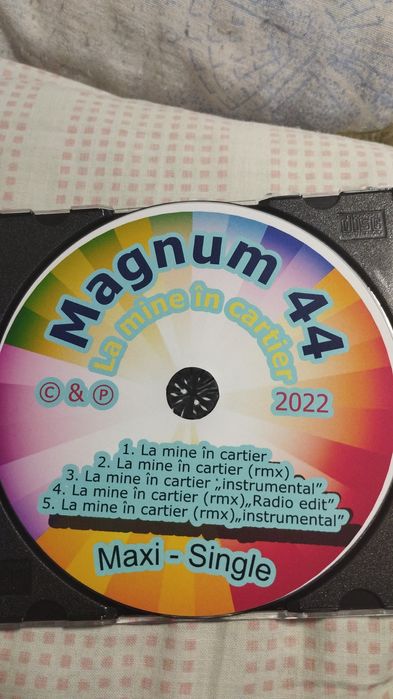 Magnum 44
La mine în cartier
© & ℗
2022
1. La mine în cartier
2. La mine în cartier (rmx)
3. La mine în cartier „instrumental”
4. La mine în cartier (rmx)„Radio edit”
5. La mine în cartier (rmx)„instrumental”
Maxi - Single